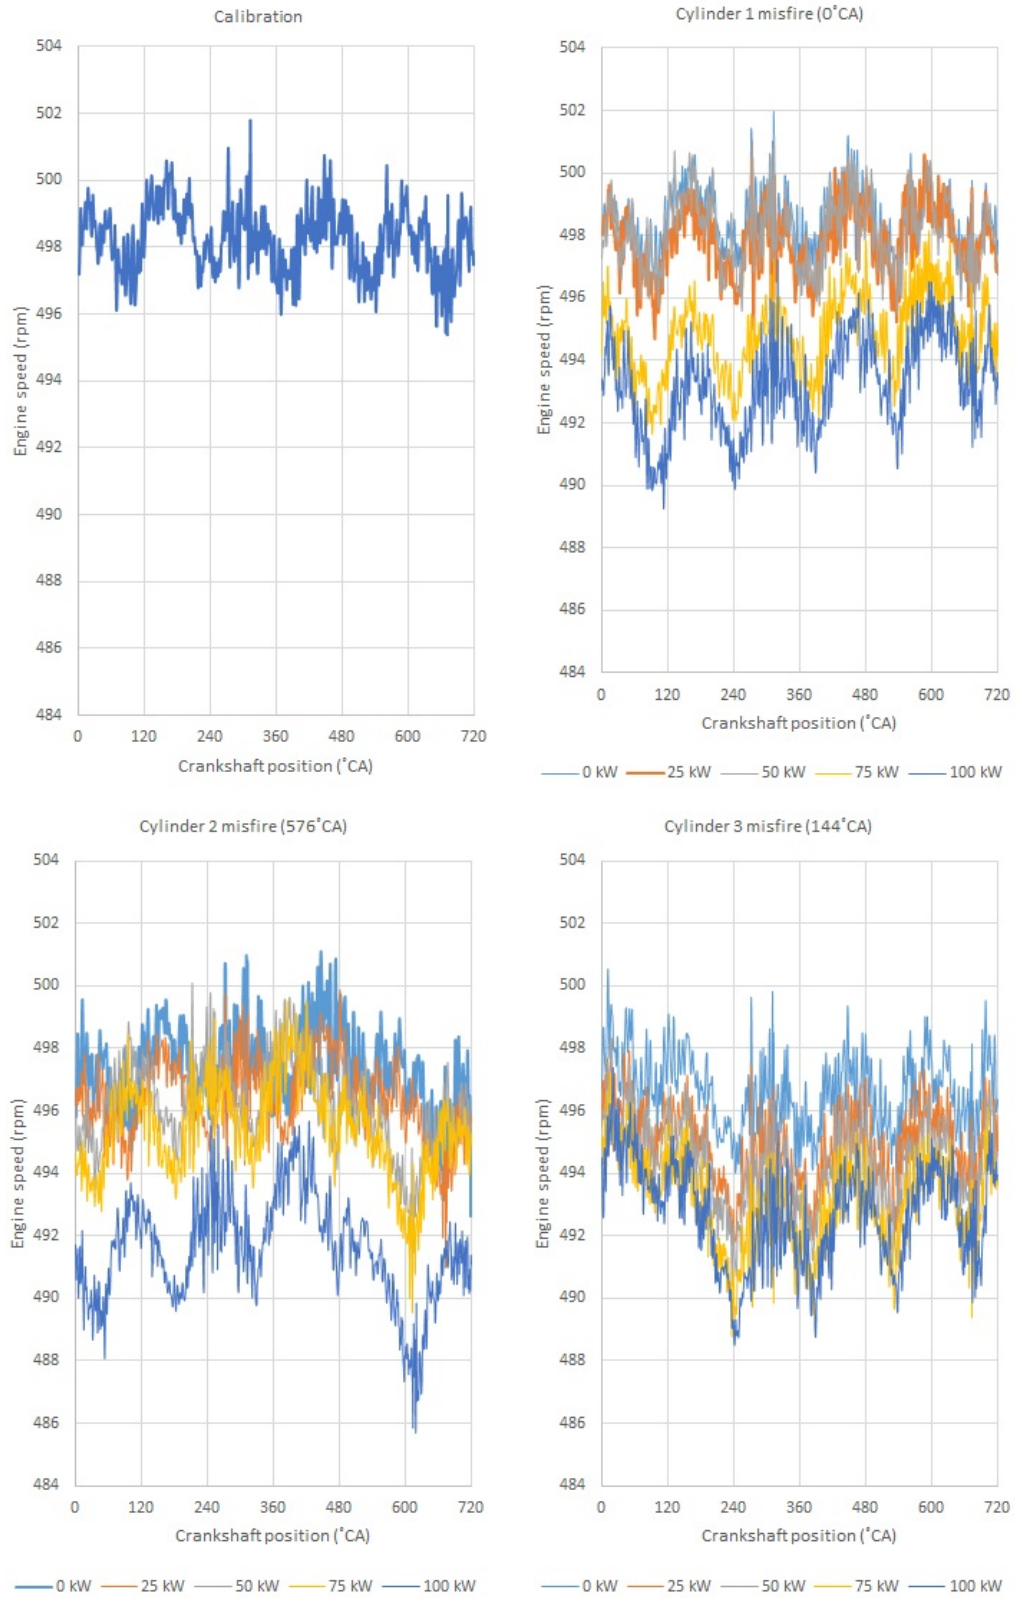 Calibration
504
502
500
498
496
494
492
490
488
486
484
Engine speed (rpm)
0 120 240 360 480 600 720
Crankshaft position (˚CA)
Cylinder 1 misfire (0˚CA)
504
502
500
498
496
494
492
490
488
486
484
Engine speed (rpm)
0 120 240 360 480 600 720
Crankshaft position (˚CA)
0 kW 25 kW 50 kW 75 kW 100 kW
Cylinder 2 misfire (576˚CA)
504
502
500
498
496
494
492
490
488
486
484
Engine speed (rpm)
0 120 240 360 480 600 720
Crankshaft position (˚CA)
0 kW 25 kW 50 kW 75 kW 100 kW
Cylinder 3 misfire (144˚CA)
504
502
500
498
496
494
492
490
488
486
484
Engine speed (rpm)
0 120 240 360 480 600 720
Crankshaft position (˚CA)
0 kW 25 kW 50 kW 75 kW 100 kW